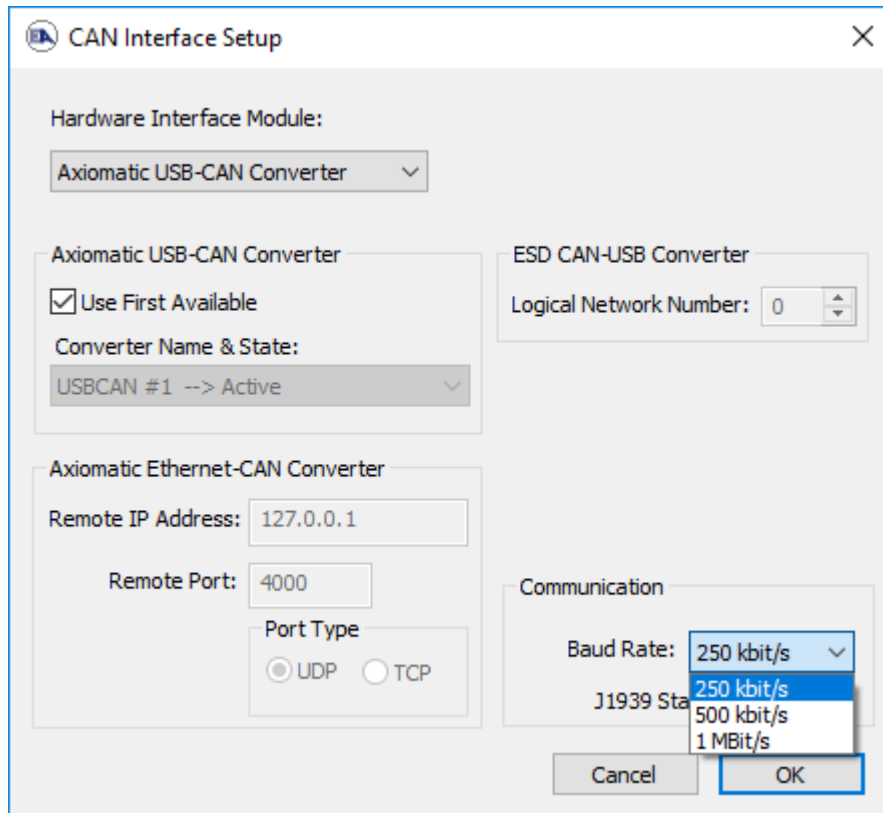 EA CAN Interface Setup
Hardware Interface Module:
Axiomatic USB-CAN Converter
Axiomatic USB-CAN Converter
Use First Available
Converter Name & State:
USBCAN #1 --> Active
ESD CAN-USB Converter
Logical Network Number: 0
Axiomatic Ethernet-CAN Converter
Remote IP Address: 127.0.0.1
Remote Port: 4000
Port Type
UDP TCP
Communication
Baud Rate: 250 kbit/s
250 kbit/s
J1939 Sta
500 kbit/s
1 MBit/s
Cancel OK